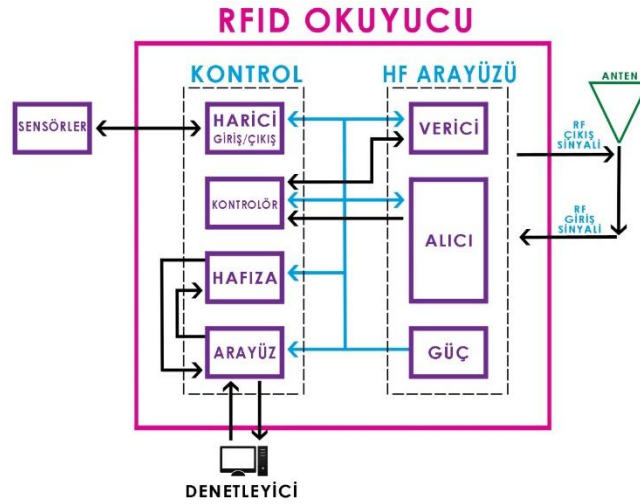 RFID OKUYUCU
KONTROL
HF ARAYÜZÜ
ANTEN
SENSÖRLER
HARİCİ
GİRİŞ/ÇIKIŞ
VERİCİ
RF
ÇIKIŞ
SİNYALİ
KONTROLÖR
ALICI
RF
GİRİŞ
SİNYALİ
HAFIZA
ARAYÜZ
GÜÇ
DENETLEYİCİ